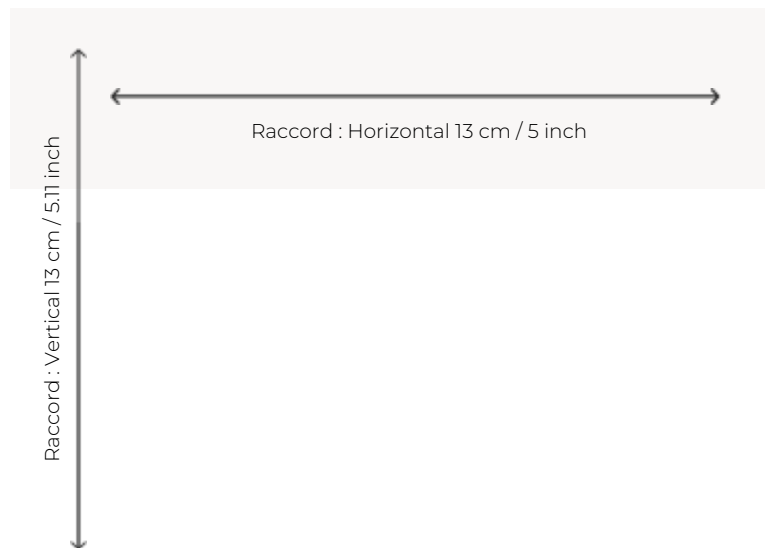 Raccord : Horizontal 13 cm / 5 inch
Raccord : Vertical 13 cm / 5.11 inch